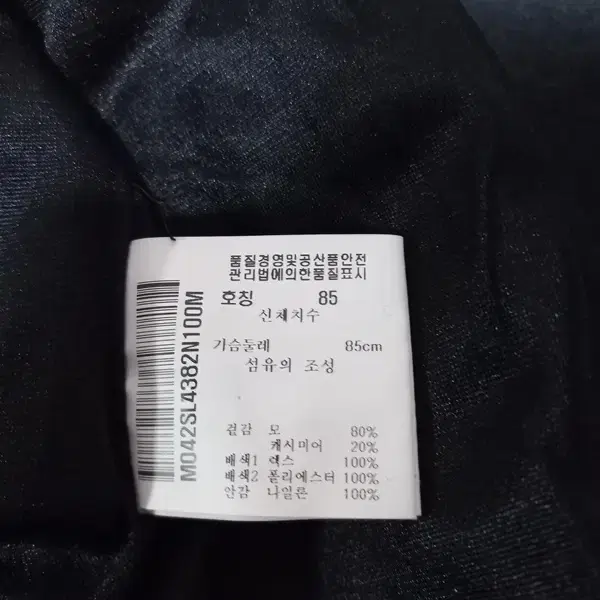 품질경영및공산품안전
관리법에의한품질표시
호칭 85
신체치수
가슴둘레 85cm
섬유의 조성
겉감 모 80%
캐시미어 20%
배색1 렉스 100%
배색2 폴리에스터 100%
안감 나일론 100%
M042SL4382N100M